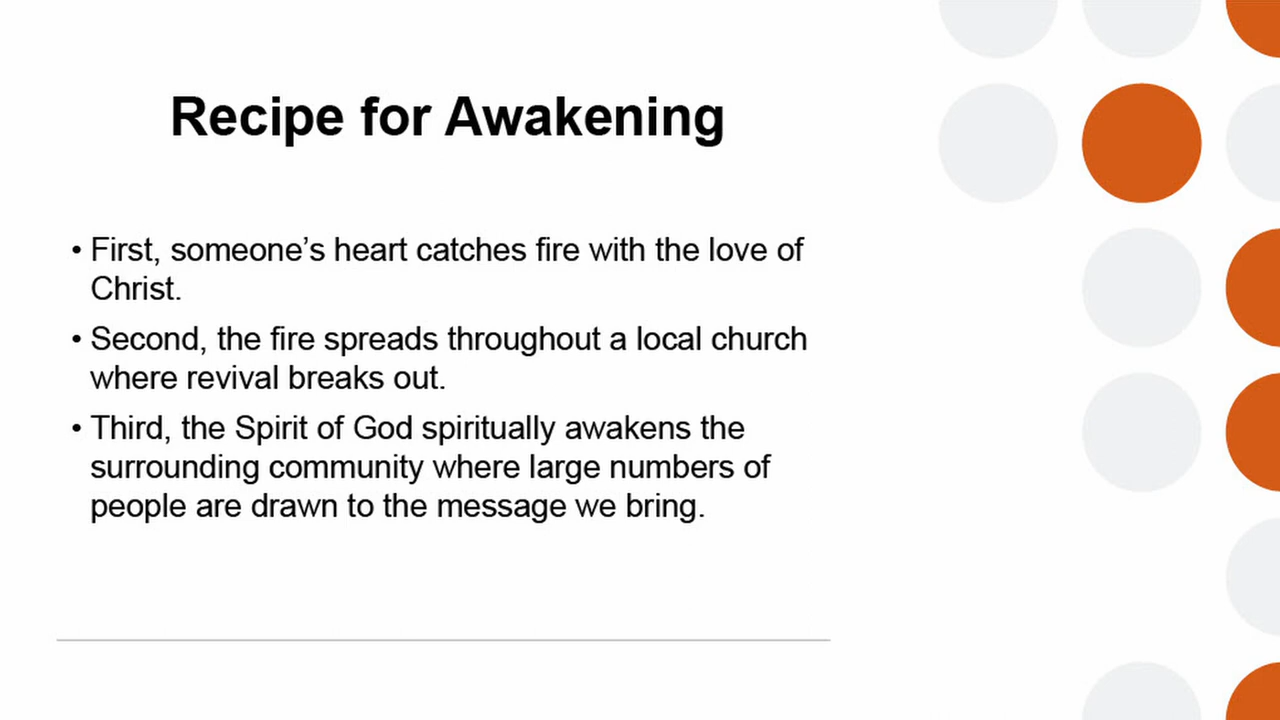 Recipe for Awakening
• First, someone’s heart catches fire with the love of
Christ.
• Second, the fire spreads throughout a local church
where revival breaks out.
• Third, the Spirit of God spiritually awakens the
surrounding community where large numbers of
people are drawn to the message we bring.